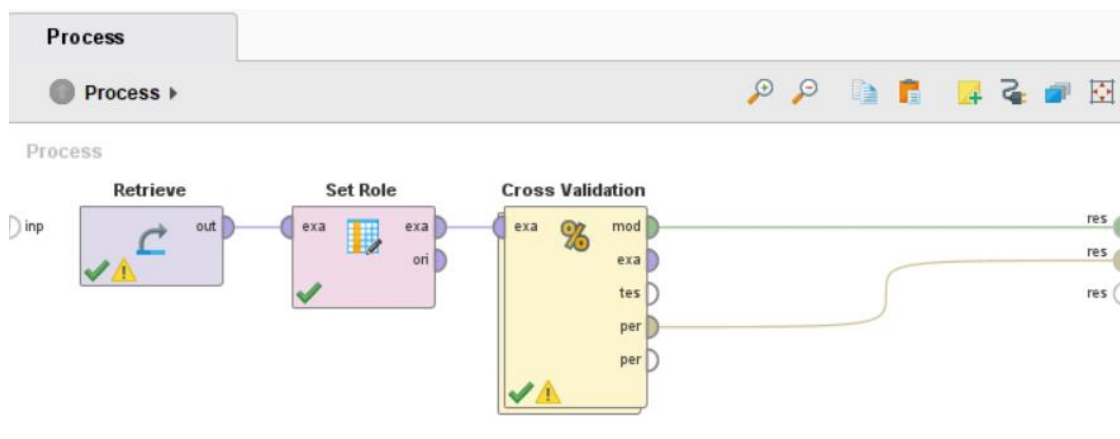 Process
Process
Process
Retrieve
Set Role
Cross Validation
inp
out
exa
exa
exa
mod
res
ori
exa
res
tes
res
per
per